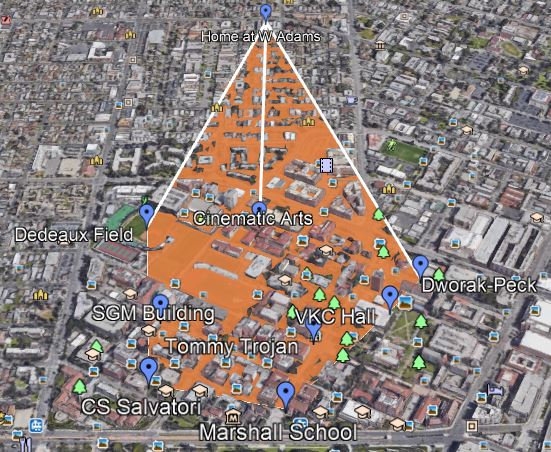 Home at W Adams
Cinematic Arts
Dedeaux Field
Dworak-Peck
SGM Building
VKC Hall
Tommy Trojan
CS Salvatori
Marshall School